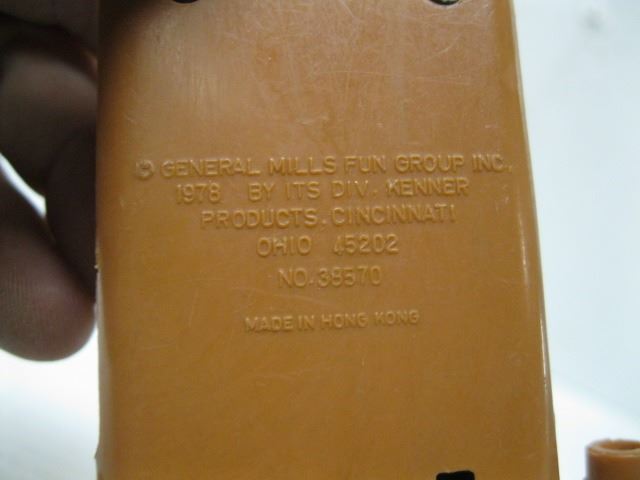 © GENERAL MILLS FUN GROUP INC.
1978 BY ITS DIV. KENNER
PRODUCTS. CINCINNATI
OHIO 45202
NO. 38570
MADE IN HONG KONG